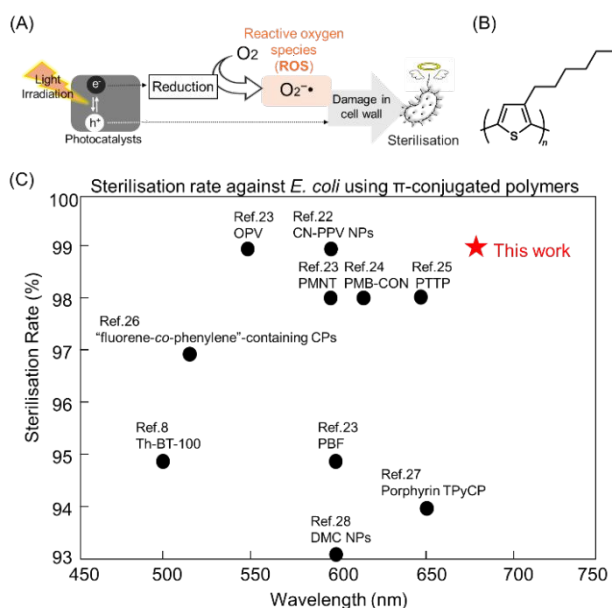 (A)
Reactive oxygen
species
(ROS)
O2
Light
Irradiation
e-
h+
Photocatalysts
Reduction
O2⁻•
Damage in
cell wall
Sterilisation
(B)
S
n
(C)
Sterilisation rate against E. coli using π-conjugated polymers
Sterilisation Rate (%)
100
99
98
97
96
95
94
93
Ref.23
OPV
Ref.22
CN-PPV NPs
This work
Ref.23
PMNT
Ref.24
PMB-CON
Ref.25
PTTP
Ref.26
"fluorene-co-phenylene"-containing CPs
Ref.8
Th-BT-100
Ref.23
PBF
Ref.27
Porphyrin TPyCP
Ref.28
DMC NPs
450 500 550 600 650 700 750
Wavelength (nm)